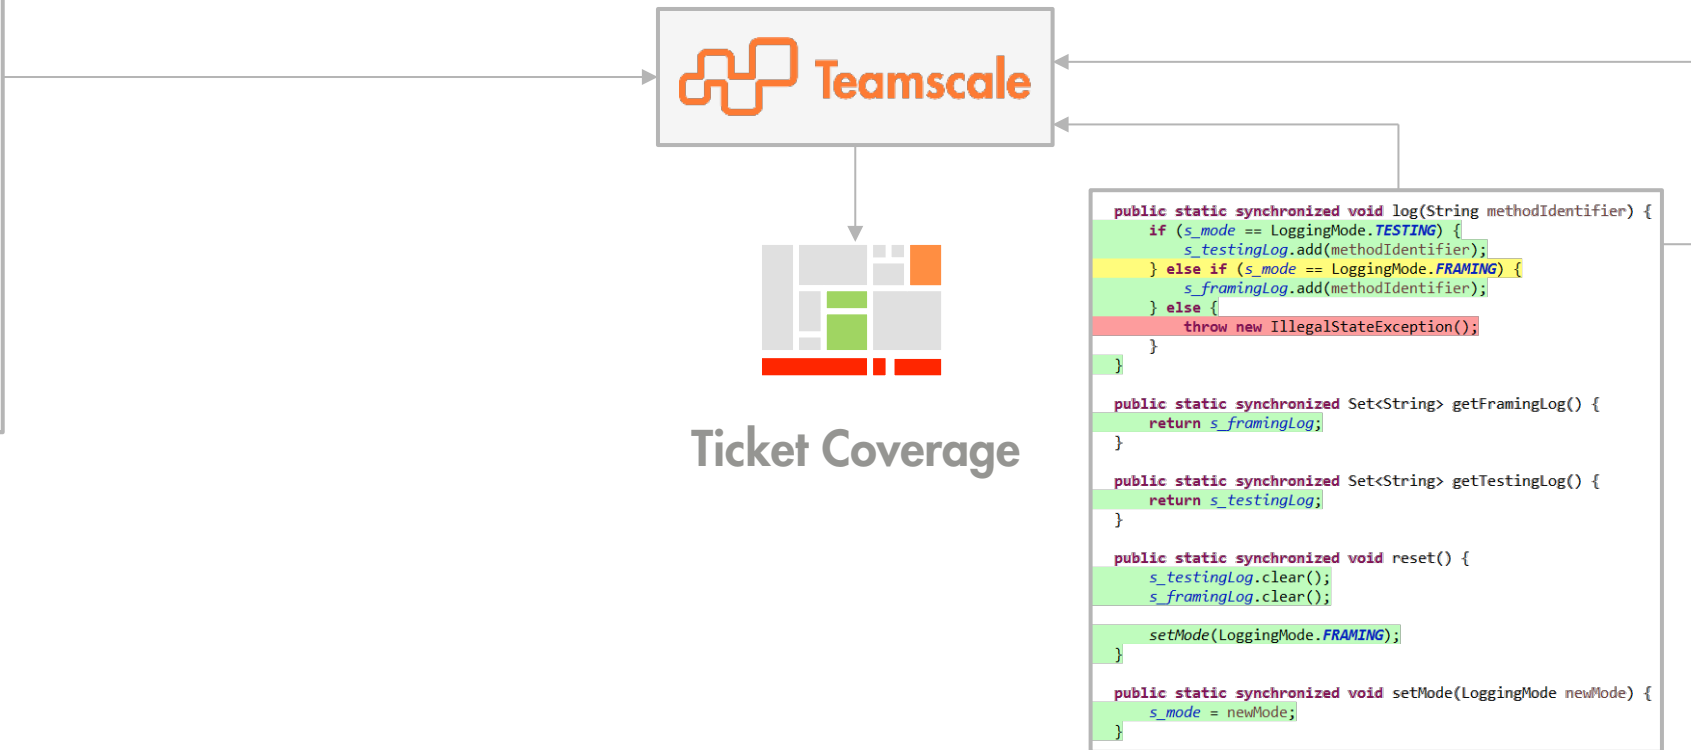 Teamscale
Ticket Coverage
public static synchronized void log(String methodIdentifier) {
if (s_mode == LoggingMode.TESTING) {
s_testingLog.add(methodIdentifier);
} else if (s_mode == LoggingMode.FRAMING) {
s_framingLog.add(methodIdentifier);
} else {
throw new IllegalStateException();
}
}
public static synchronized Set<String> getFramingLog() {
return s_framingLog;
}
public static synchronized Set<String> getTestingLog() {
return s_testingLog;
}
public static synchronized void reset() {
s_testingLog.clear();
s_framingLog.clear();
setMode(LoggingMode.FRAMING);
}
public static synchronized void setMode(LoggingMode newMode) {
s_mode = newMode;
}